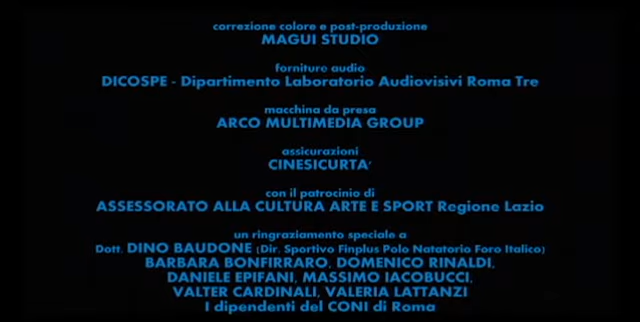 correzione colore e post-produzione
MAGUI STUDIO
forniture audio
DICOSPE - Dipartimento Laboratorio Audiovisivi Roma Tre
macchina da presa
ARCO MULTIMEDIA GROUP
assicurazioni
CINESICURTA'
con il patrocinio di
ASSESSORATO ALLA CULTURA ARTE E SPORT Regione Lazio
un ringraziamento speciale a
Dott. DINO BAUDONE (Dir. Sportivo Finplus Polo Natatorio Foro Italico)
BARBARA BONFIRRARO, DOMENICO RINALDI,
DANIELE EPIFANI, MASSIMO IACOBUCCI,
VALTER CARDINALI, VALERIA LATTANZI
I dipendenti del CONI di Roma